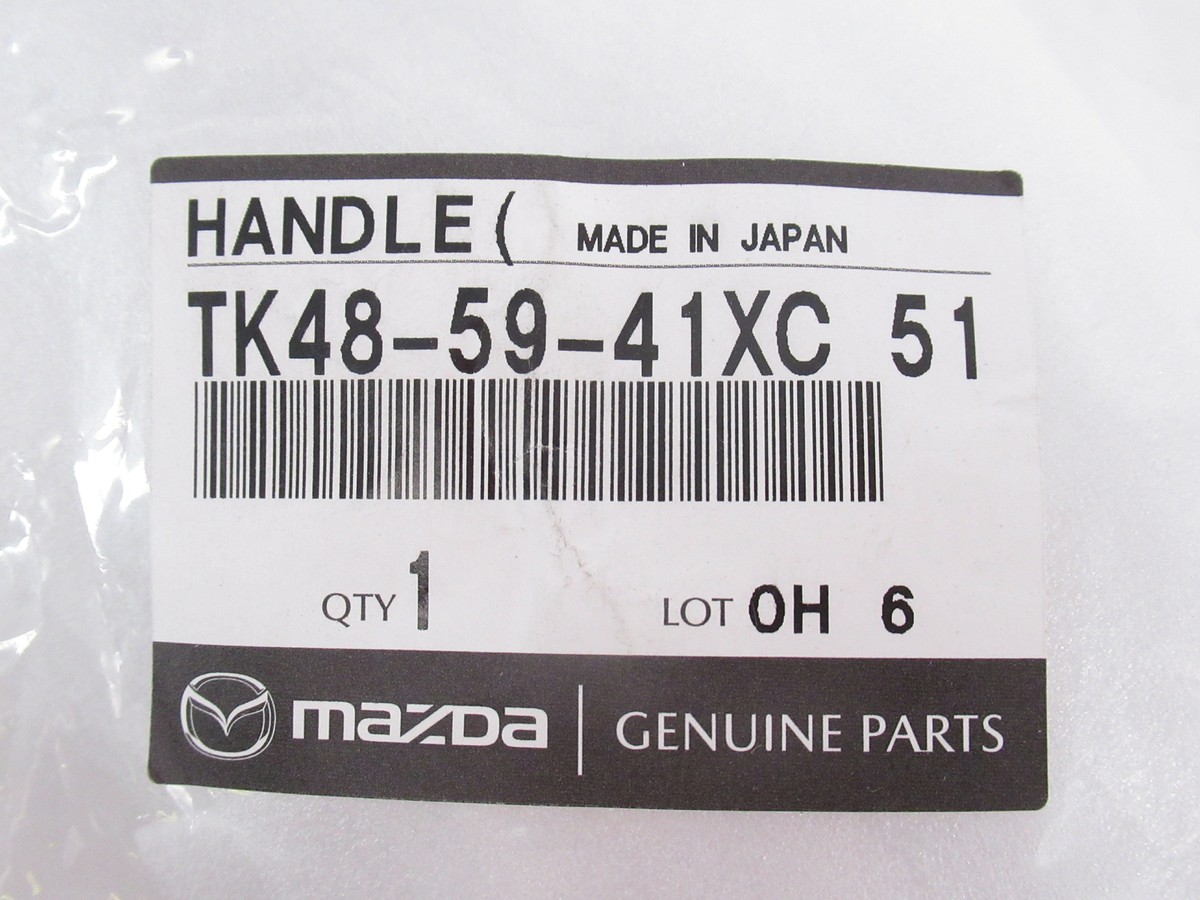 HANDLE ( MADE IN JAPAN
TK48-59-41XC 51
QTY 1 LOT 0H 6
mazda GENUINE PARTS